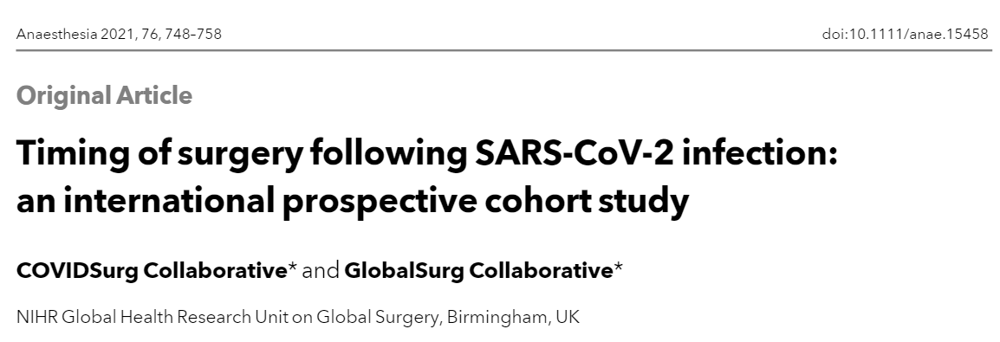 Anaesthesia 2021, 76, 748–758 doi:10.1111/anae.15458
Original Article
Timing of surgery following SARS-CoV-2 infection:
an international prospective cohort study
COVIDSurg Collaborative* and GlobalSurg Collaborative*
NIHR Global Health Research Unit on Global Surgery, Birmingham, UK